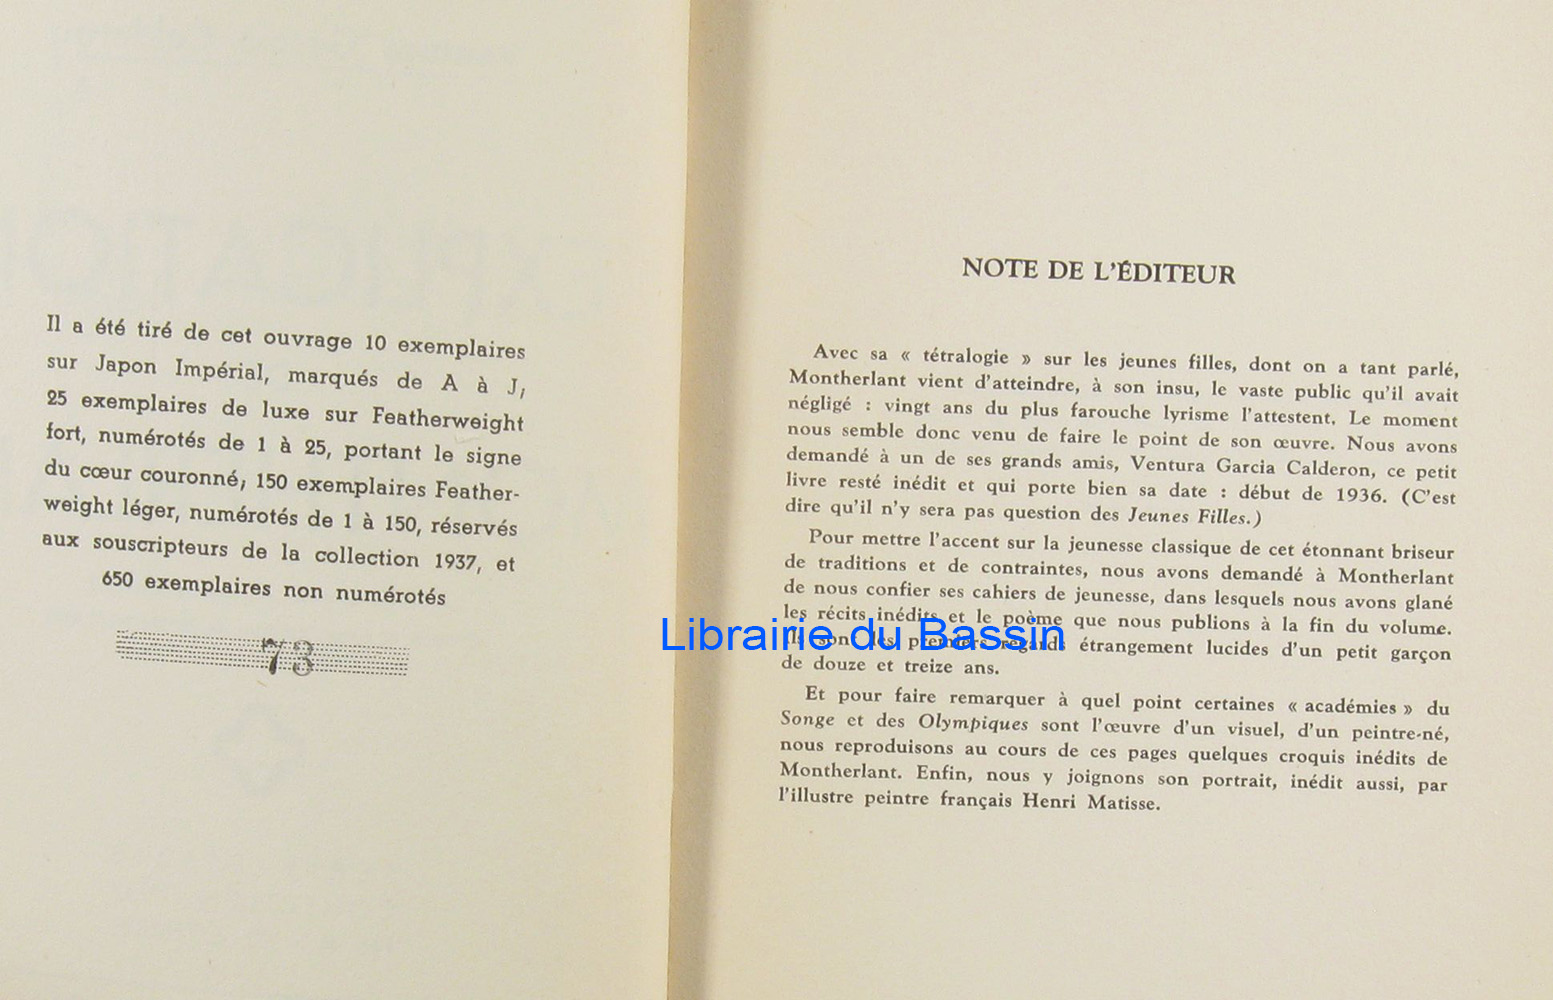 Il a été tiré de cet ouvrage 10 exemplaires
sur Japon Impérial, marqués de A à J;
25 exemplaires de luxe sur Featherweight
fort, numérotés de 1 à 25, portant le signe
du cœur couronné; 150 exemplaires Feather-
weight léger, numérotés de 1 à 150, réservés
aux souscripteurs de la collection 1937, et
650 exemplaires non numérotés
73
NOTE DE L'ÉDITEUR
Avec sa « tétralogie » sur les jeunes filles, dont on a tant parlé,
Montherlant vient d'atteindre, à son insu, le vaste public qu'il avait
négligé : vingt ans du plus farouche lyrisme l'attestent. Le moment
nous semble donc venu de faire le point de son œuvre. Nous avons
demandé à un de ses grands amis, Ventura Garcia Calderon, ce petit
livre resté inédit et qui porte bien sa date : début de 1936. (C'est
dire qu'il n'y sera pas question des Jeunes Filles.)
Pour mettre l'accent sur la jeunesse classique de cet étonnant briseur
de traditions et de contraintes, nous avons demandé à Montherlant
de nous confier ses cahiers de jeunesse, dans lesquels nous avons glané
les récits inédits et le poème que nous publions à la fin du volume.
Ils sont les premiers regards étrangement lucides d'un petit garçon
de douze et treize ans.
Et pour faire remarquer à quel point certaines « académies » du
Songe et des Olympiques sont l'œuvre d'un visuel, d'un peintre-né,
nous reproduisons au cours de ces pages quelques croquis inédits de
Montherlant. Enfin, nous y joignons son portrait, inédit aussi, par
l'illustre peintre français Henri Matisse.
Librairie du Bassin